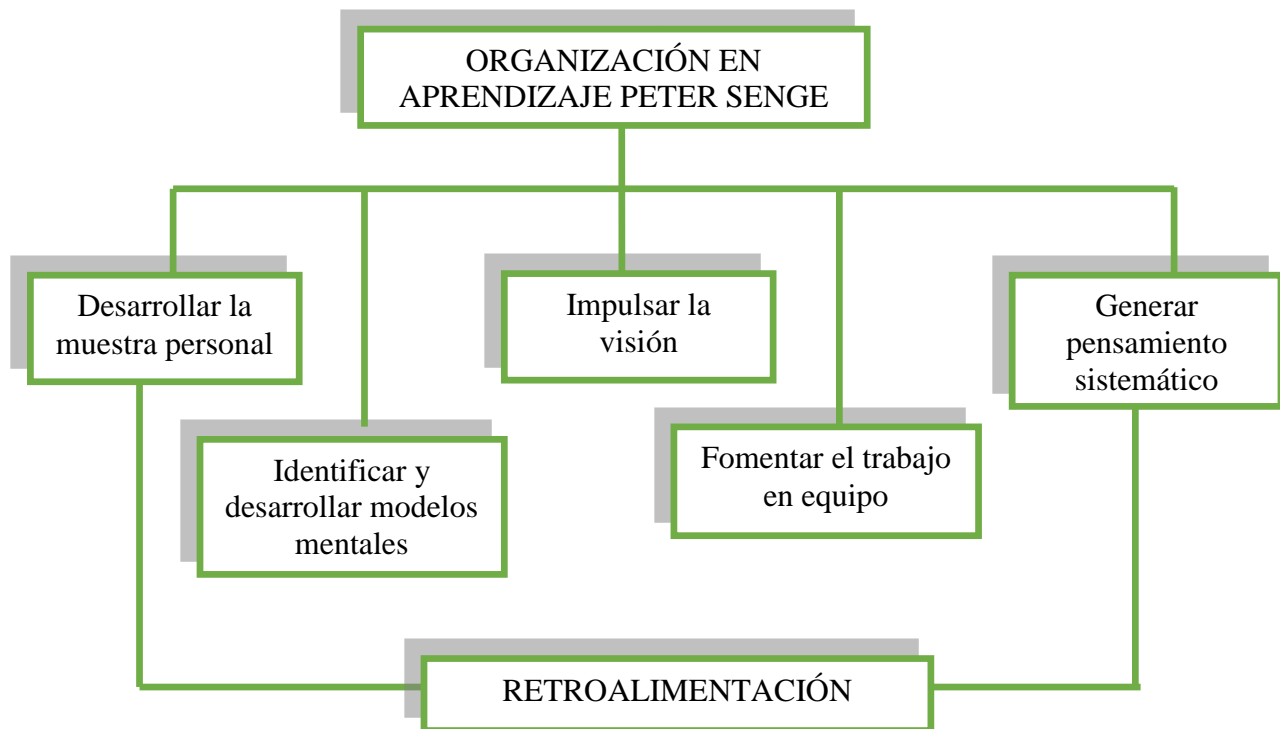 ORGANIZACIÓN EN
APRENDIZAJE PETER SENGE
Desarrollar la
muestra personal
Identificar y
desarrollar modelos
mentales
Impulsar la
visión
Fomentar el trabajo
en equipo
Generar
pensamiento
sistemático
RETROALIMENTACIÓN